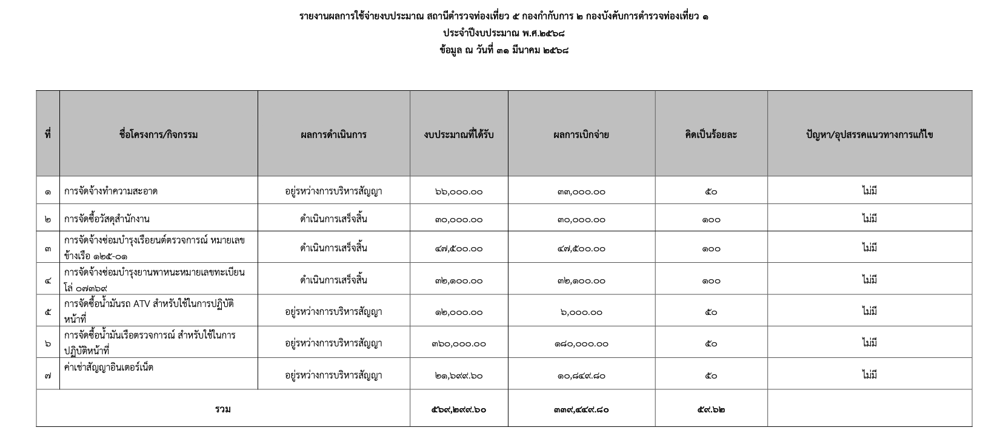 รายงานผลการใช้จ่ายงบประมาณ สถานีตำรวจท่องเที่ยว ๕ กองกำกับการ ๒ กองบังคับการตำรวจท่องเที่ยว ๑
ประจำปีงบประมาณ พ.ศ.๒๕๖๘
ข้อมูล ณ วันที่ ๓๑ มีนาคม ๒๕๖๘
ที่ ชื่อโครงการ/กิจกรรม ผลการดำเนินการ งบประมาณที่ได้รับ ผลการเบิกจ่าย คิดเป็นร้อยละ ปัญหา/อุปสรรคแนวทางการแก้ไข
๑ การจัดจ้างทำความสะอาด อยู่รหว่างการบริหารสัญญา ๖๖,๐๐๐.๐๐ ๓๓,๐๐๐.๐๐ ๕๐ ไม่มี
๒ การจัดซื้อวัสดุสำนักงาน ดำเนินการเสร็จสิ้น ๓๐,๐๐๐.๐๐ ๓๐,๐๐๐.๐๐ ๑๐๐ ไม่มี
การจัดจ้างซ่อมบำรุงเรือยนต์ตรวจการณ์ หมายเลข
๓ ข้างเรือ ๑๒๕-๐๑ ดำเนินการเสร็จสิ้น ๔๗,๕๐๐.๐๐ ๔๗,๕๐๐.๐๐ ๑๐๐ ไม่มี
การจัดจ้างซ่อมบำรุงยานพาหนะหมายเลขทะเบียน
๔ โล่ ๐๗๓๖๙ ดำเนินการเสร็จสิ้น ๓๒,๑๐๐.๐๐ ๓๒,๑๐๐.๐๐ ๑๐๐ ไม่มี
การจัดซื้อน้ำมันรถ ATV สำหรับใช้ในการปฏิบัติ
๕ หน้าที่ อยู่รหว่างการบริหารสัญญา ๑๒,๐๐๐.๐๐ ๖,๐๐๐.๐๐ ๕๐ ไม่มี
การจัดซื้อน้ำมันเรือตรวจการณ์ สำหรับใช้ในการ
๖ ปฏิบัติหน้าที่ อยู่รหว่างการบริหารสัญญา ๓๖๐,๐๐๐.๐๐ ๑๘๐,๐๐๐.๐๐ ๕๐ ไม่มี
๗ ค่าเช่าสัญญาอินเตอร์เน็ต อยู่รหว่างการบริหารสัญญา ๒๑,๖๙๙.๖๐ ๑๐,๘๔๙.๘๐ ๕๐ ไม่มี
รวม ๕๖๙,๒๙๙.๖๐ ๓๓๙,๔๔๙.๘๐ ๕๙.๖๒